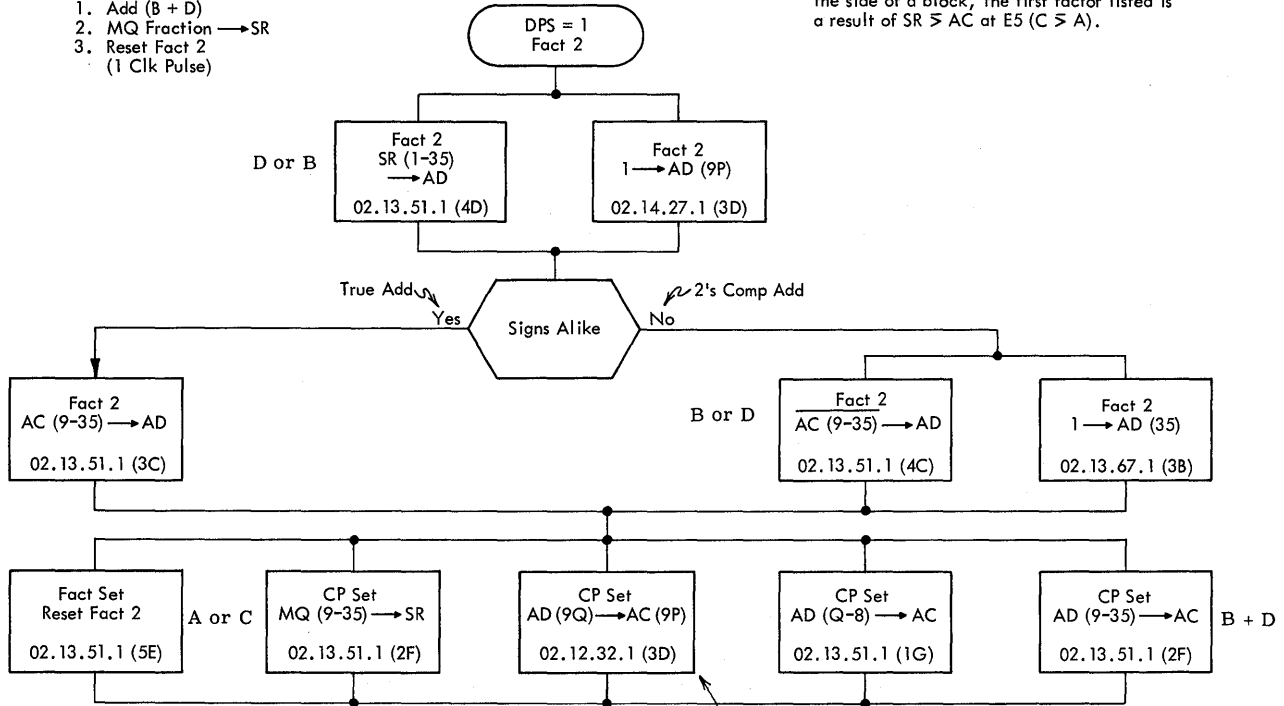 1. Add (B + D)
2. MQ Fraction ⟶ SR
3. Reset Fact 2
(1 Clk Pulse)
the side of a block, the first factor listed is
a result of SR ≶ AC at E5 (C ≶ A).
DPS = 1
Fact 2
D or B
Fact 2
SR (1-35)
⟶ AD
02.13.51.1 (4D)
Fact 2
1 ⟶ AD (9P)
02.14.27.1 (3D)
True Add
Yes
Signs Alike
No
2's Comp Add
Fact 2
AC (9-35) ⟶ AD
02.13.51.1 (3C)
B or D
Fact 2
A̅C̅ ̅(̅9̅-̅3̅5̅)̅ ⟶ AD
02.13.51.1 (4C)
Fact 2
1 ⟶ AD (35)
02.13.67.1 (3B)
Fact Set
Reset Fact 2
02.13.51.1 (5E)
A or C
CP Set
MQ (9-35) ⟶ SR
02.13.51.1 (2F)
CP Set
AD (9Q) ⟶ AC (9P)
02.12.32.1 (3D)
CP Set
AD (Q-8) ⟶ AC
02.13.51.1 (1G)
CP Set
AD (9-35) ⟶ AC
02.13.51.1 (2F)
B + D